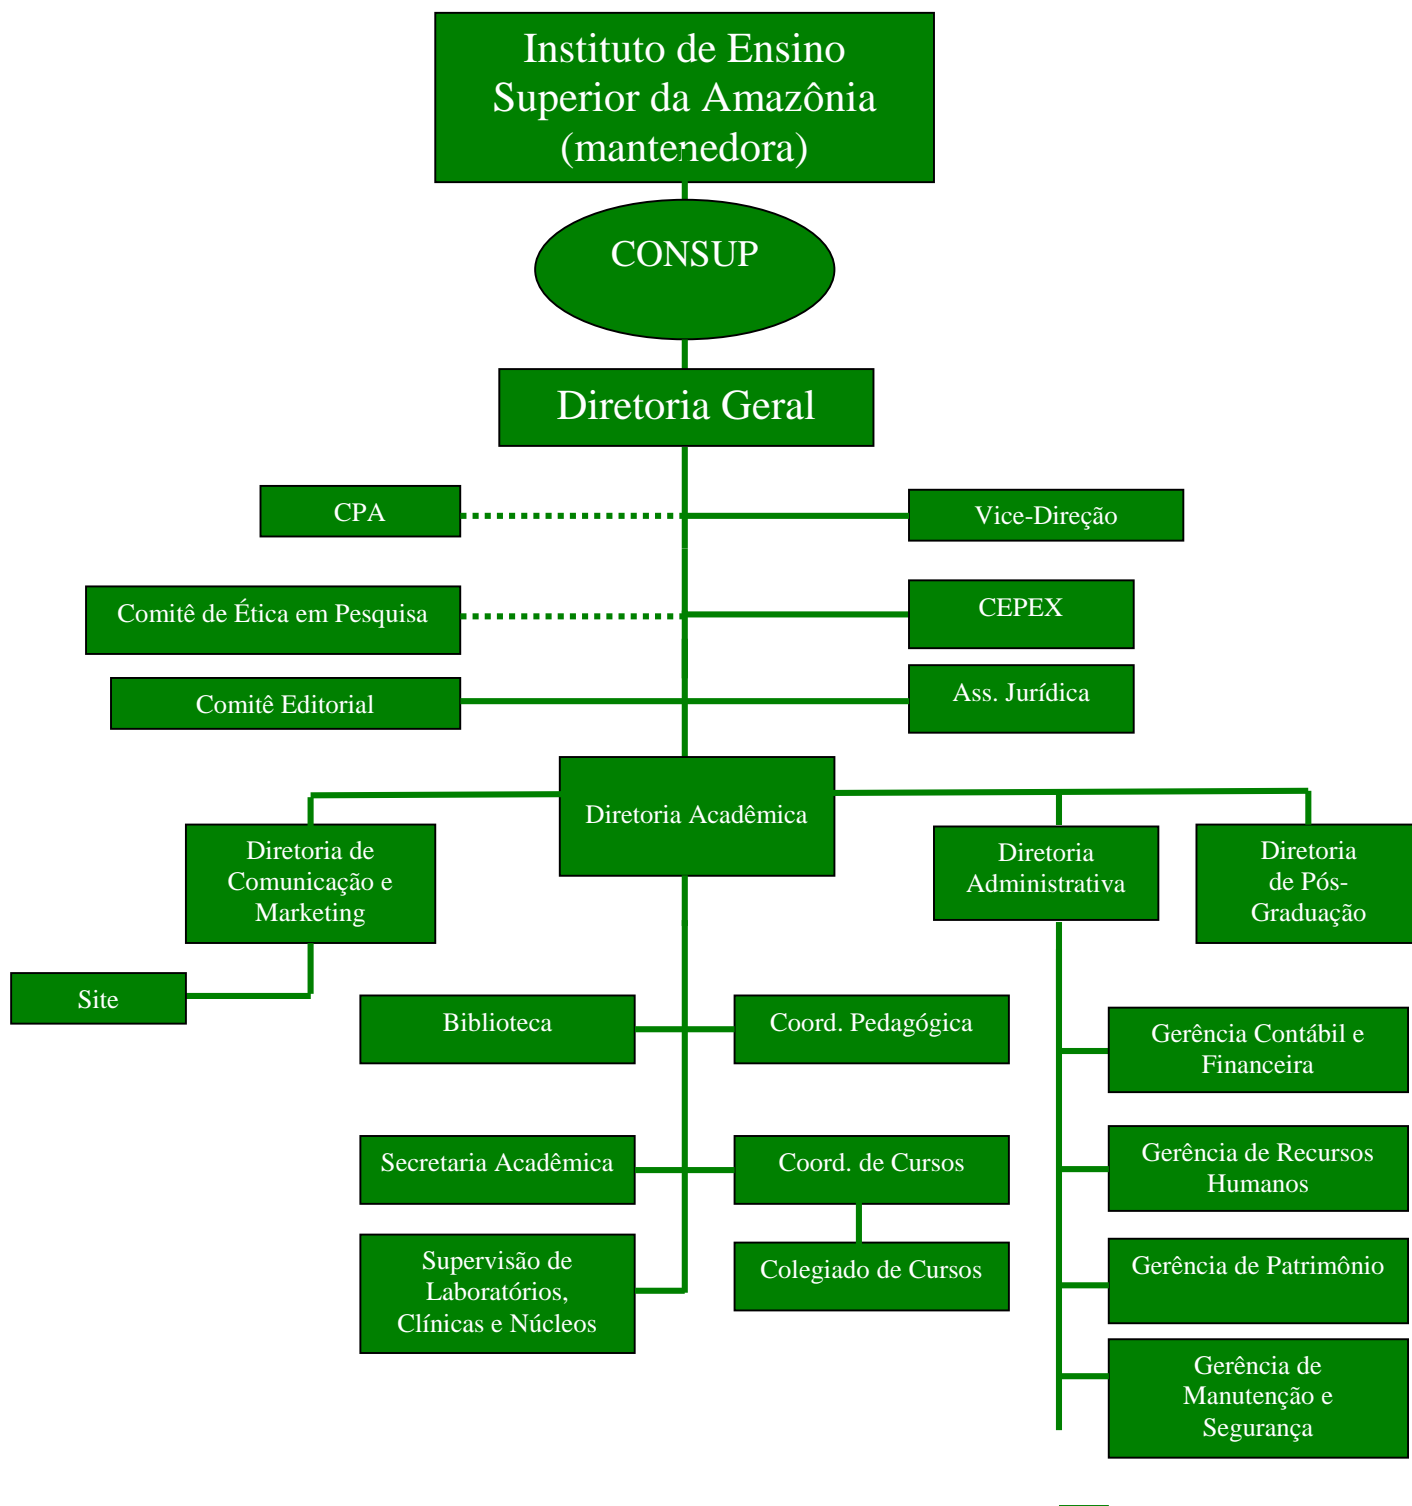 Instituto de Ensino
Superior da Amazônia
(mantenedora)
CONSUP
Diretoria Geral
CPA
Vice-Direção
Comitê de Ética em Pesquisa
CEPEX
Comitê Editorial
Ass. Jurídica
Diretoria Acadêmica
Diretoria de
Comunicação e
Marketing
Diretoria
Administrativa
Diretoria
de Pós-
Graduação
Site
Biblioteca
Coord. Pedagógica
Gerência Contábil e
Financeira
Secretaria Acadêmica
Coord. de Cursos
Gerência de Recursos
Humanos
Supervisão de
Laboratórios,
Clínicas e Núcleos
Colegiado de Cursos
Gerência de Patrimônio
Gerência de
Manutenção e
Segurança